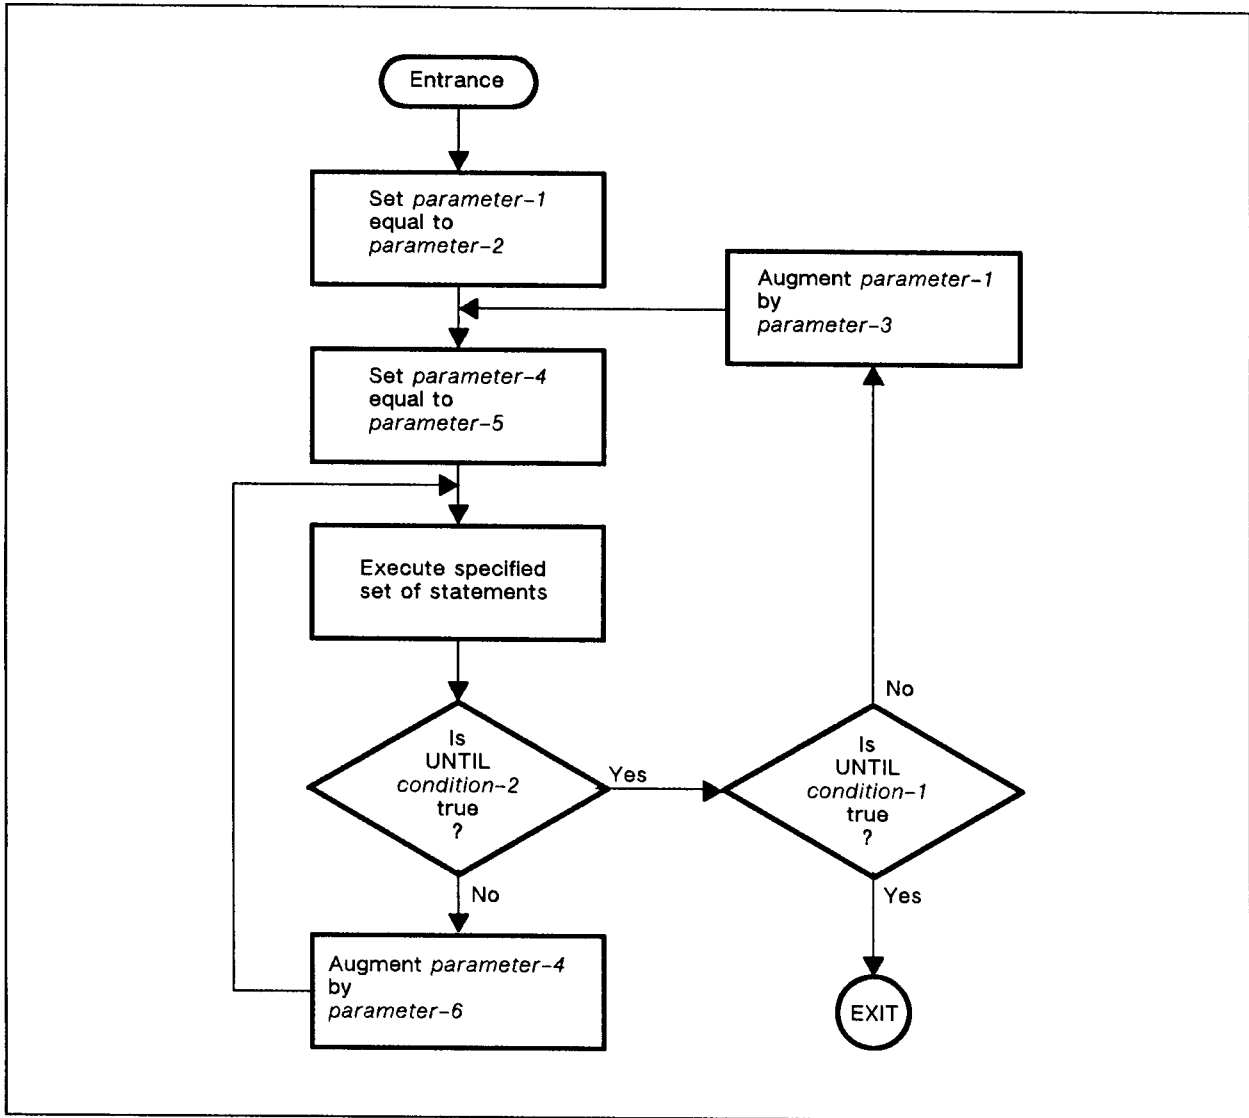 Entrance
Set parameter-1
equal to
parameter-2
Augment parameter-1
by
parameter-3
Set parameter-4
equal to
parameter-5
Execute specified
set of statements
Is
UNTIL
condition-2
true
?
Yes
No
Is
UNTIL
condition-1
true
?
No
Yes
Augment parameter-4
by
parameter-6
EXIT